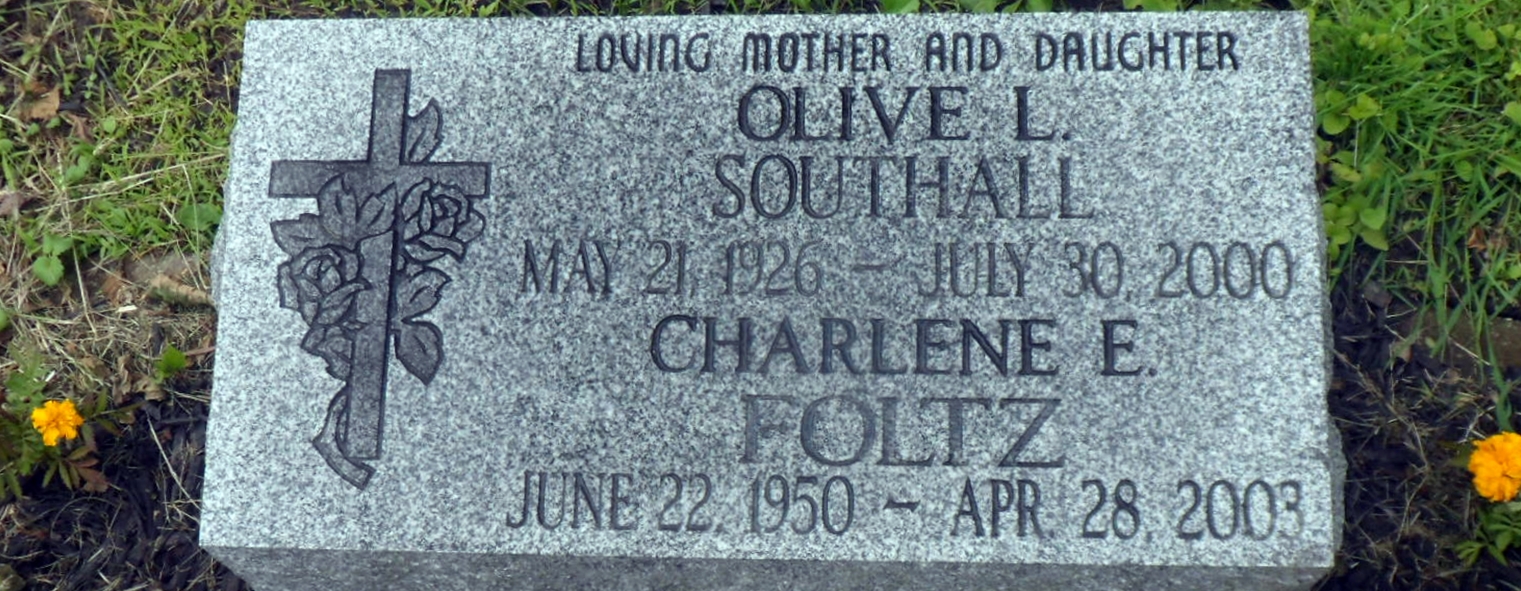 LOVING MOTHER AND DAUGHTER
OLIVE L.
SOUTHALL
MAY 21, 1926 – JULY 30, 2000
CHARLENE E.
FOLTZ
JUNE 22, 1950 – APR. 28, 2003